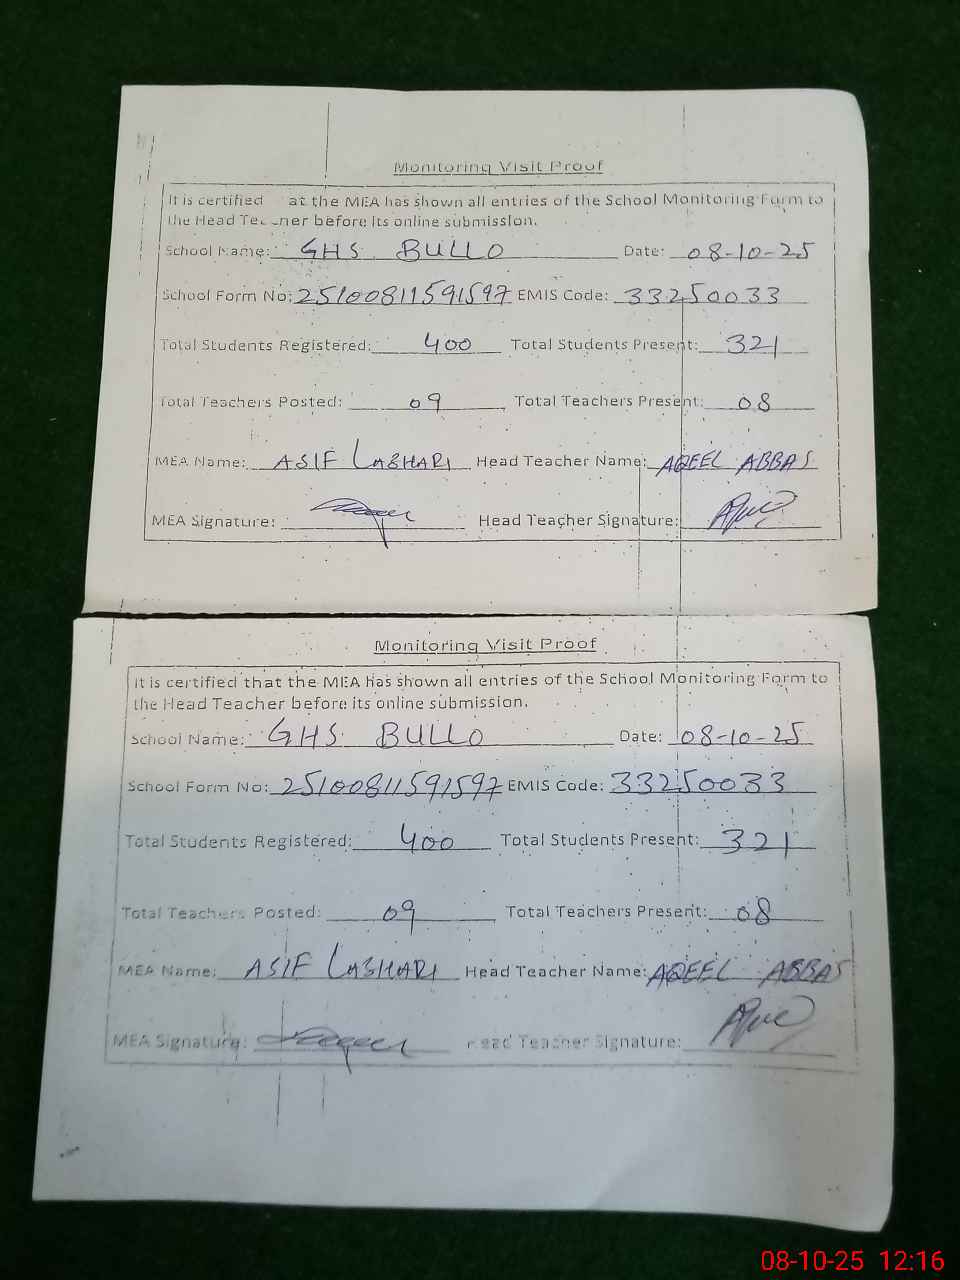 Monitoring Visit Proof
It is certified at the MEA has shown all entries of the School Monitoring Form to
the Head Teacher before its online submission.
School Name: GHS BULLO Date: 08-10-25
School Form No: 25100811591597 EMIS Code: 33250033
Total Students Registered: 400 Total Students Present: 321
Total Teachers Posted: 09 Total Teachers Present: 08
MEA Name: ASIF LASHARI Head Teacher Name: AQEEL ABBAS
MEA Signature: Head Teacher Signature:
Monitoring Visit Proof
It is certified that the MEA has shown all entries of the School Monitoring Form to
the Head Teacher before its online submission.
School Name: GHS BULLO Date: 08-10-25
School Form No: 25100811591597 EMIS Code: 33250033
Total Students Registered: 400 Total Students Present: 321
Total Teachers Posted: 09 Total Teachers Present: 08
MEA Name: ASIF LASHARI Head Teacher Name: AQEEL ABBAS
MEA Signature: Head Teacher Signature:
08-10-25 12:16